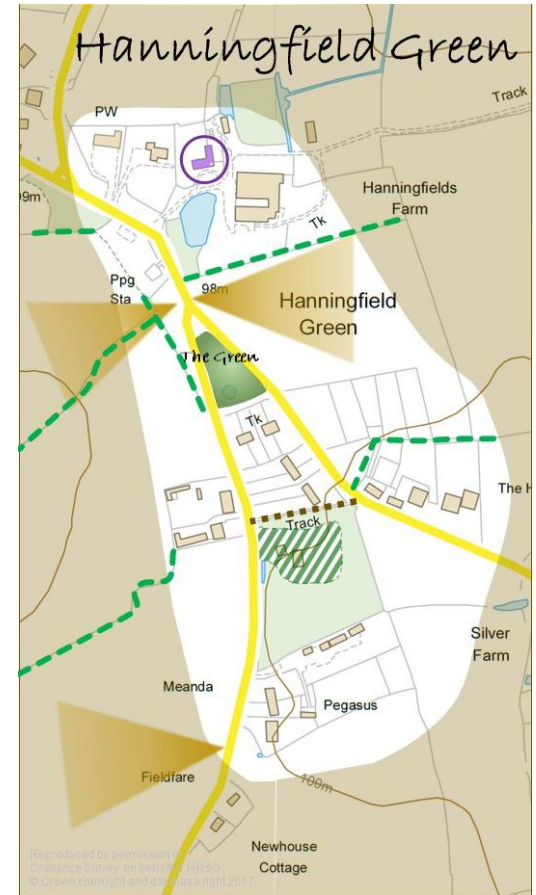 Hanningfield Green
PW
Track
Hanningfields
Farm
99m
Tk
Ppg
Sta
98m
Hanningfield
Green
The Green
Tk
The H
Track
Silver
Farm
Meanda
Pegasus
Fieldfare
100m
Newhouse
Cottage
Reproduced by permission of
Ordnance Survey on behalf of HMSO.
© Crown copyright and database right 2017.